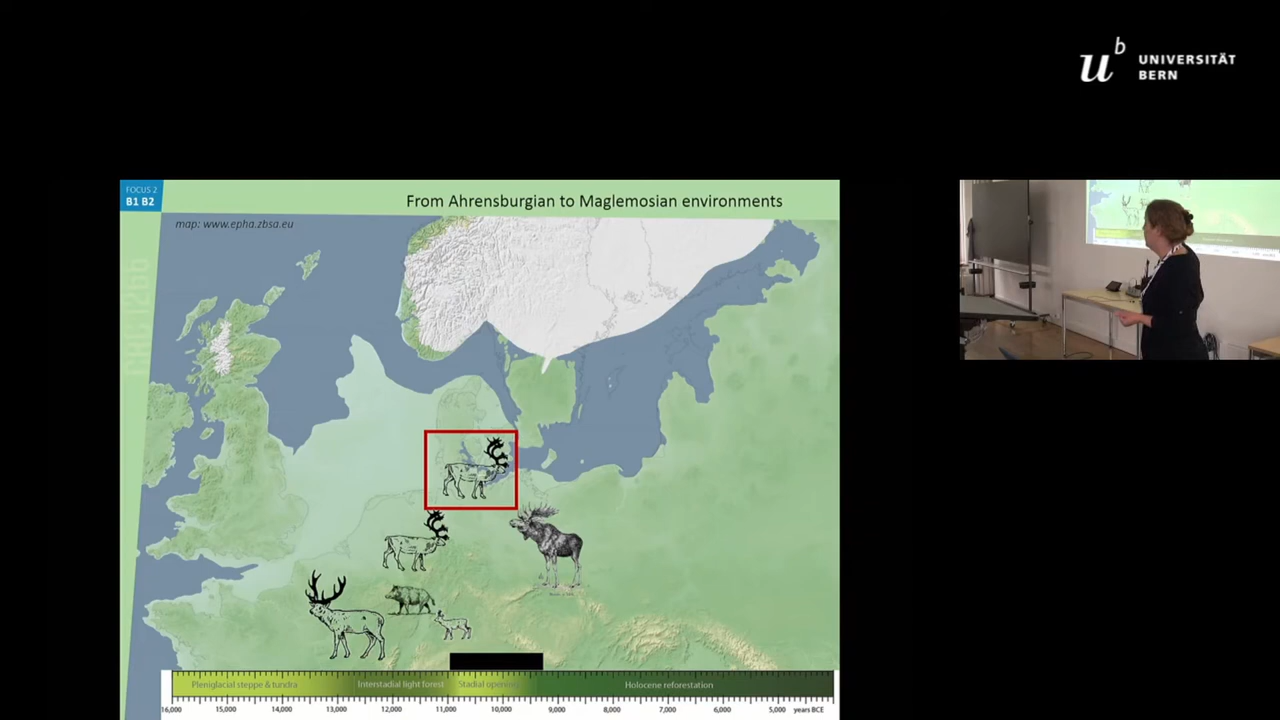 u^b
UNIVERSITÄT
BERN
FOCUS 2
B1 B2
From Ahrensburgian to Maglemosian environments
map: www.epha.zbsa.eu
Pleniglacial steppe & tundra
Interstadial light forest
Stadial
Holocene reforestation
16,000 15,000 14,000 13,000 12,000 11,000 10,000 9,000 8,000 7,000 6,000 5,000 years BCE